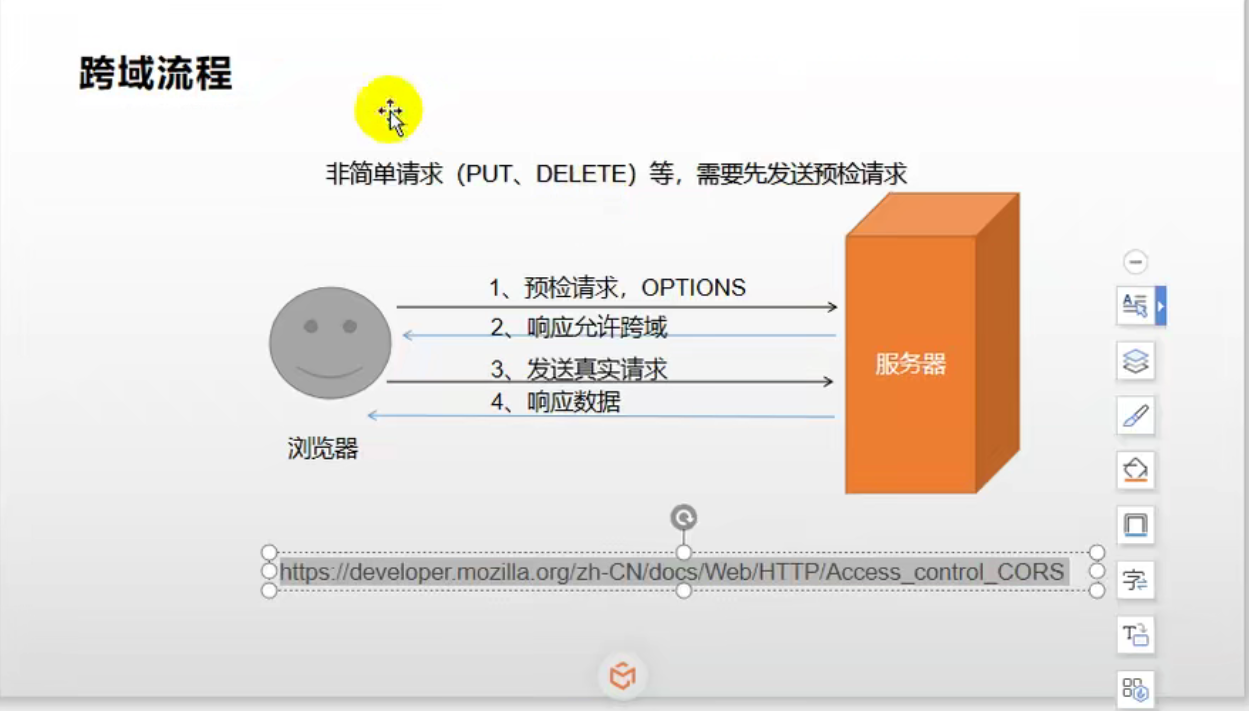 跨域流程
非简单请求（PUT、DELETE）等，需要先发送预检请求
1、预检请求，OPTIONS
2、响应允许跨域
3、发送真实请求
4、响应数据
服务器
浏览器
https://developer.mozilla.org/zh-CN/docs/Web/HTTP/Access_control_CORS